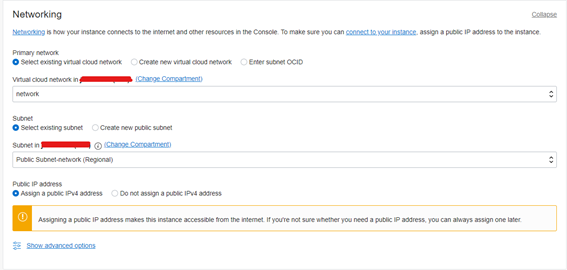 Networking
Collapse
Networking is how your instance connects to the internet and other resources in the Console. To make sure you can connect to your instance, assign a public IP address to the instance.
Primary network
Select existing virtual cloud network Create new virtual cloud network Enter subnet OCID
Virtual cloud network in (Change Compartment)
network
Subnet
Select existing subnet Create new public subnet
Subnet in (Change Compartment)
Public Subnet-network (Regional)
Public IP address
Assign a public IPv4 address Do not assign a public IPv4 address
Assigning a public IP address makes this instance accessible from the internet. If you're not sure whether you need a public IP address, you can always assign one later.
Show advanced options